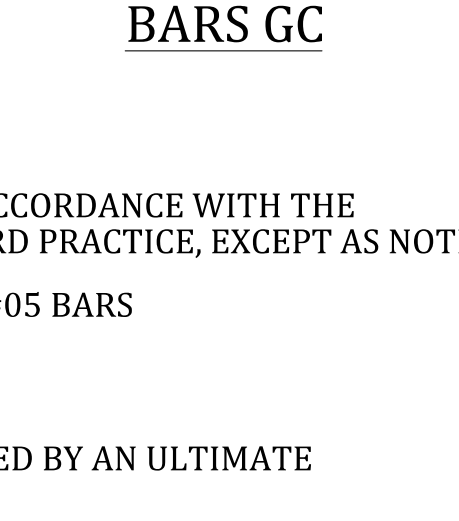 BARS GC
CCORDANCE WITH THE
RD PRACTICE, EXCEPT AS NOT
#05 BARS
ED BY AN ULTIMATE